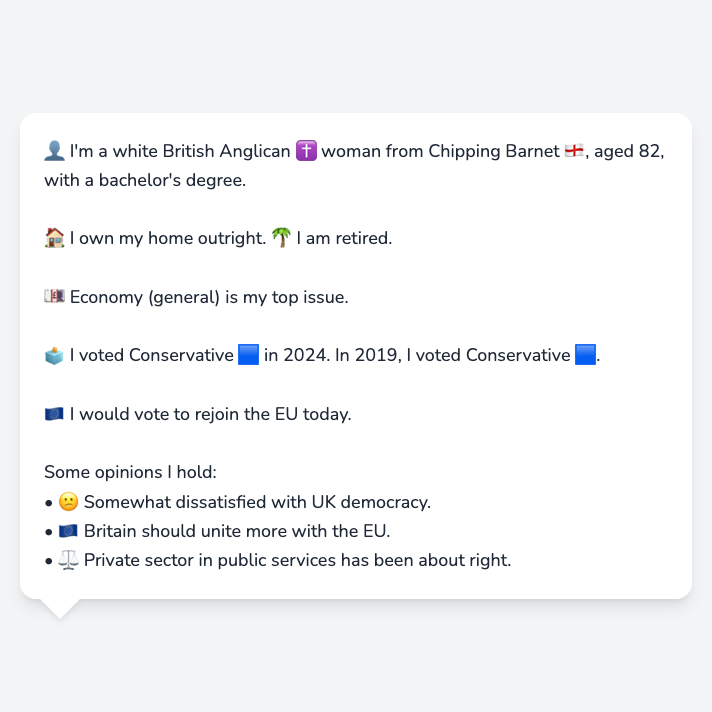 👤 I'm a white British Anglican ✝️ woman from Chipping Barnet 🏴󠁧󠁢󠁥󠁮󠁧󠁿, aged 82,
with a bachelor's degree.
🏠 I own my home outright. 🌴 I am retired.
💷 Economy (general) is my top issue.
🗳️ I voted Conservative 🟦 in 2024. In 2019, I voted Conservative 🟦.
🇪🇺 I would vote to rejoin the EU today.
Some opinions I hold:
• 🙁 Somewhat dissatisfied with UK democracy.
• 🇪🇺 Britain should unite more with the EU.
• ⚖️ Private sector in public services has been about right.